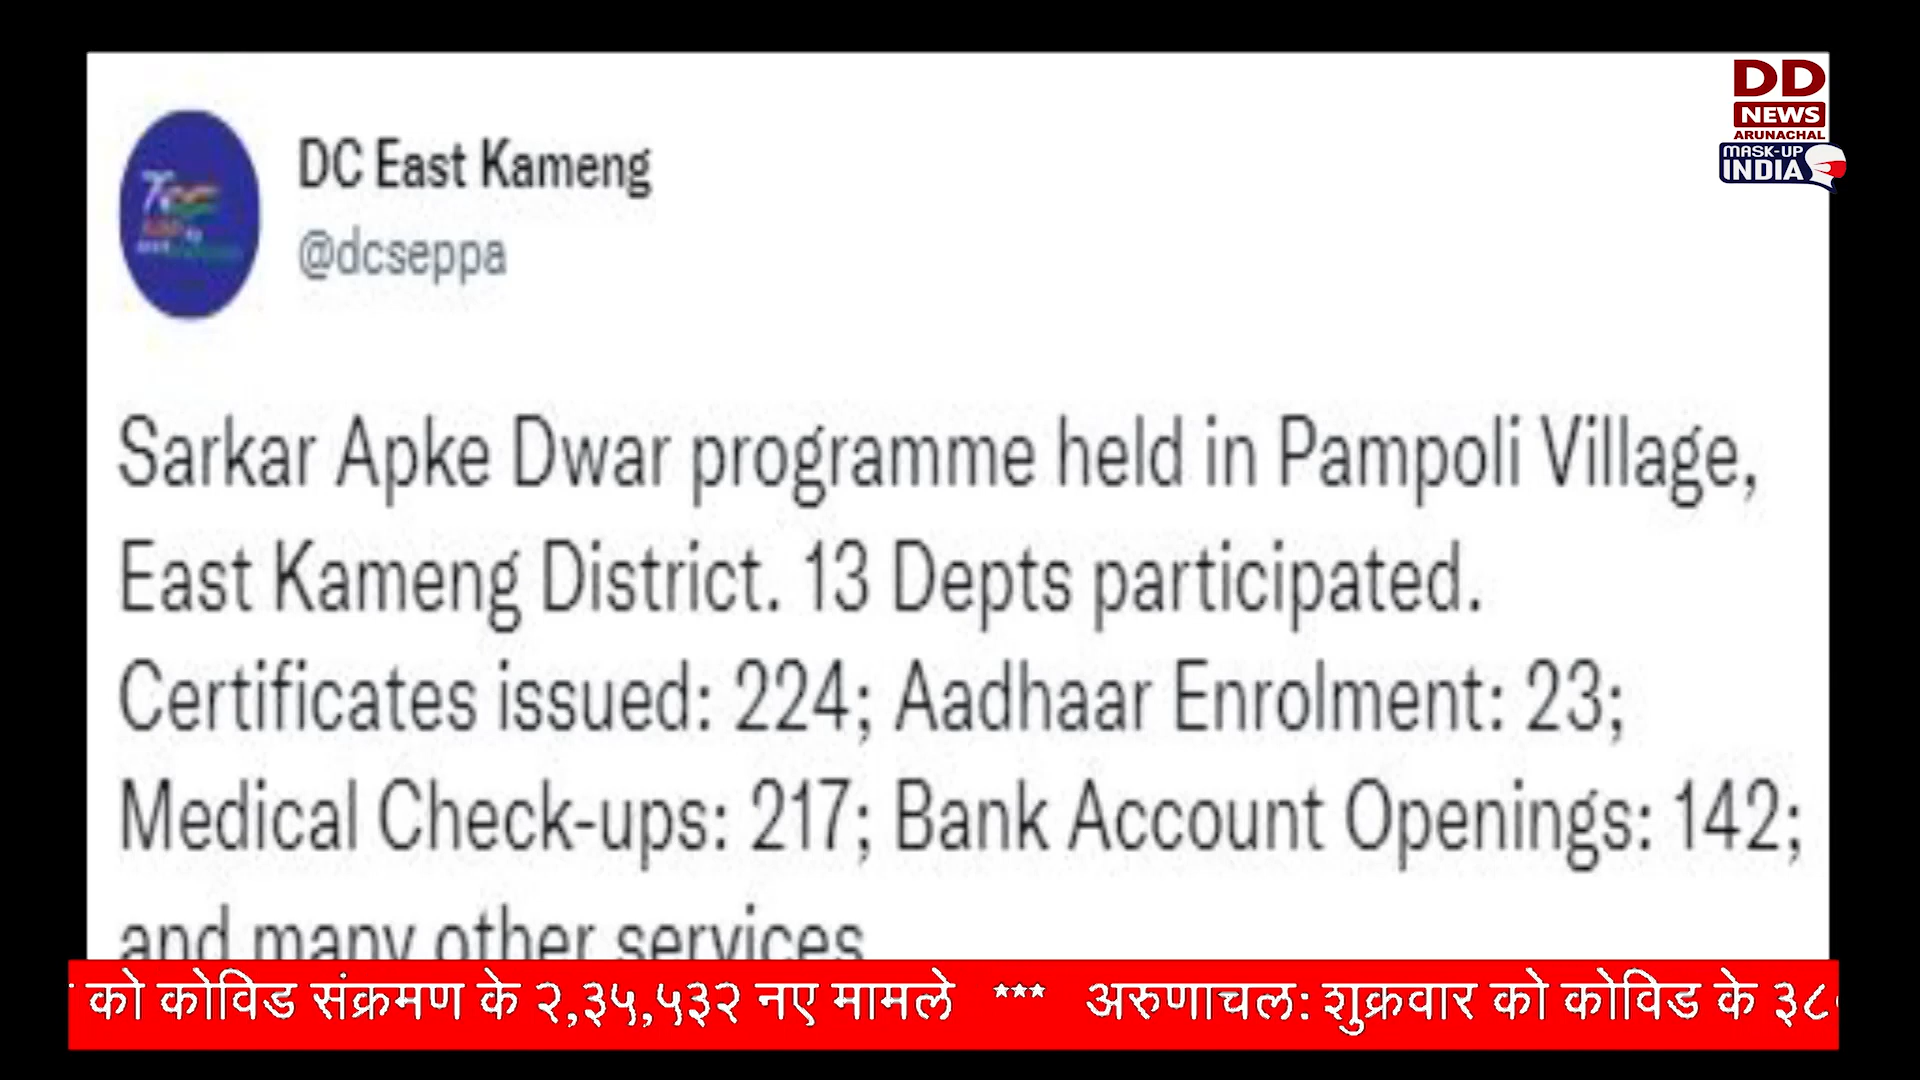 DD
NEWS
ARUNACHAL
MASK-UP
INDIA
DC East Kameng
@dcseppa
Sarkar Apke Dwar programme held in Pampoli Village,
East Kameng District. 13 Depts participated.
Certificates issued: 224; Aadhaar Enrolment: 23;
Medical Check-ups: 217; Bank Account Openings: 142;
and many other services
को कोविड संक्रमण के २,३५,५३२ नए मामले *** अरुणाचल: शुक्रवार को कोविड के ३८